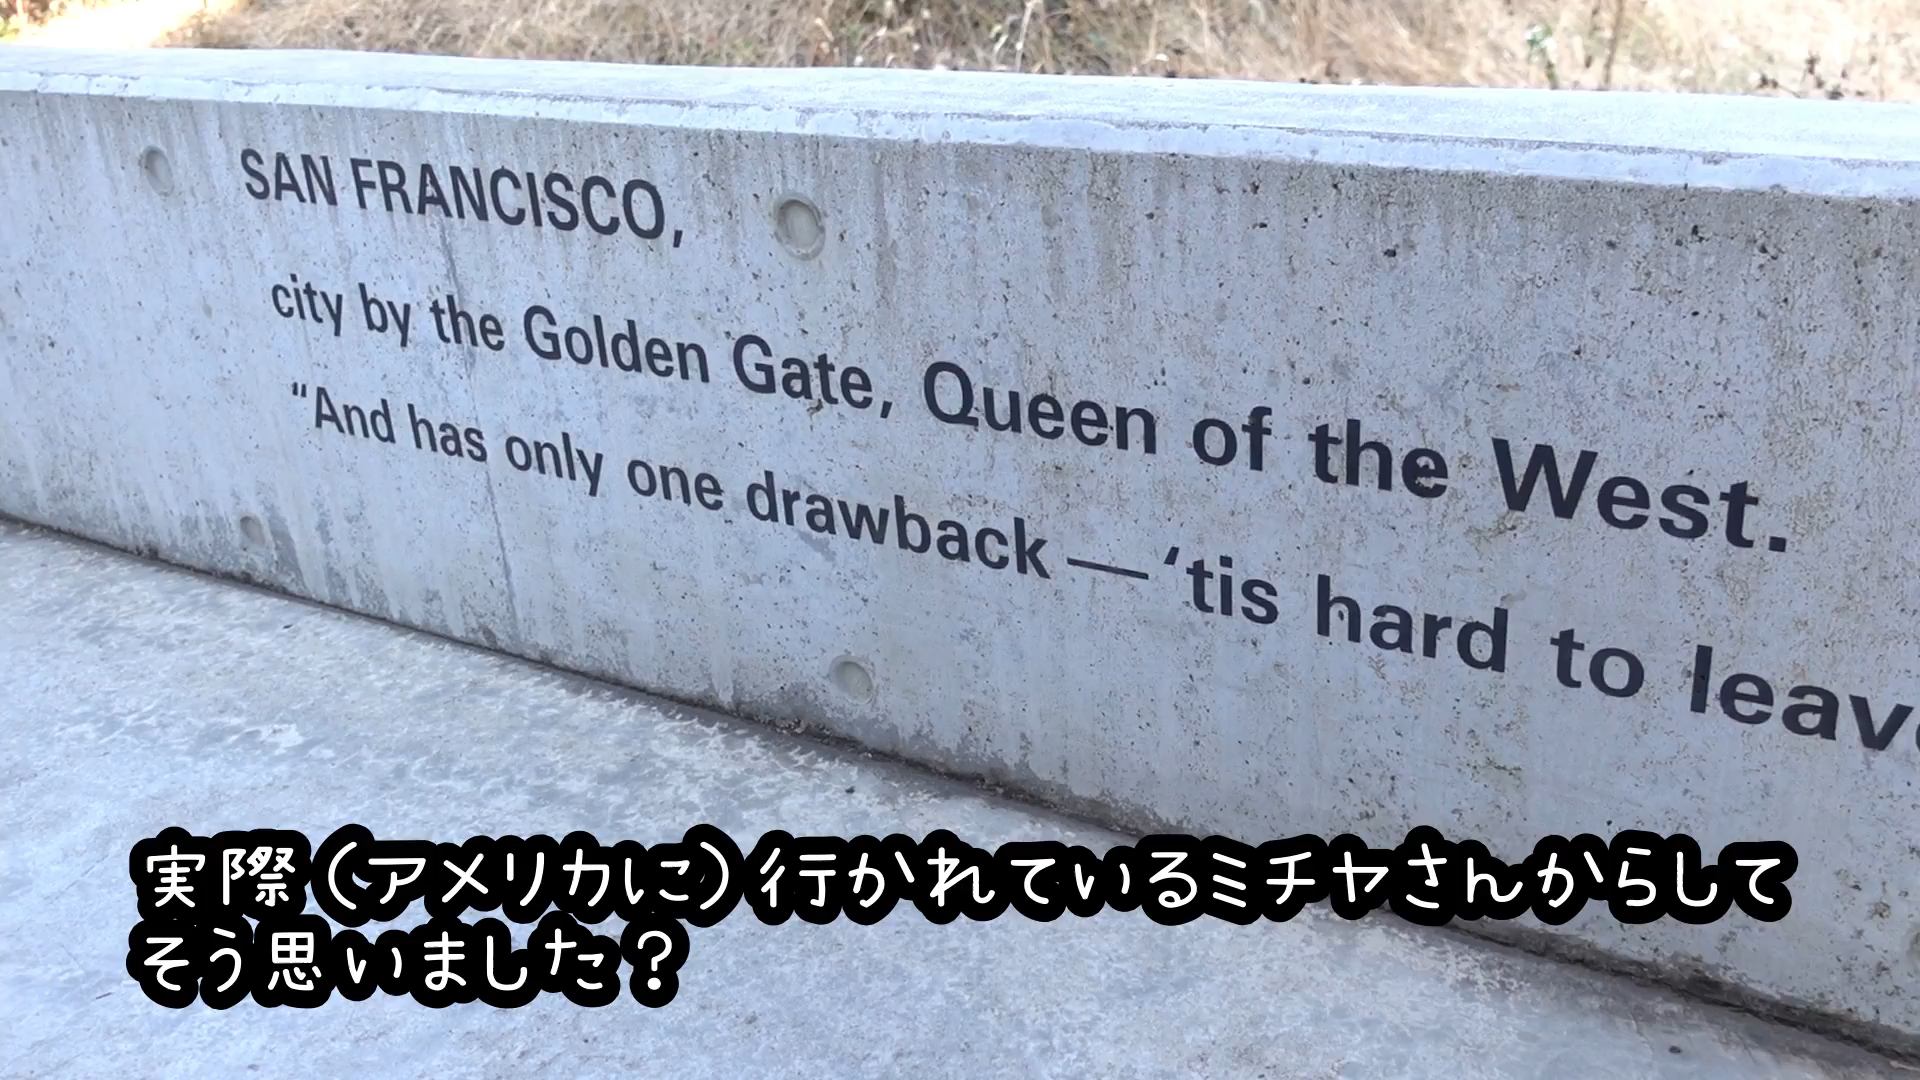 SAN FRANCISCO,
city by the Golden Gate, Queen of the West.
“And has only one drawback — ‘tis hard to leav
実際（アメリカに）行かれているミチヤさんからして
そう思いました？